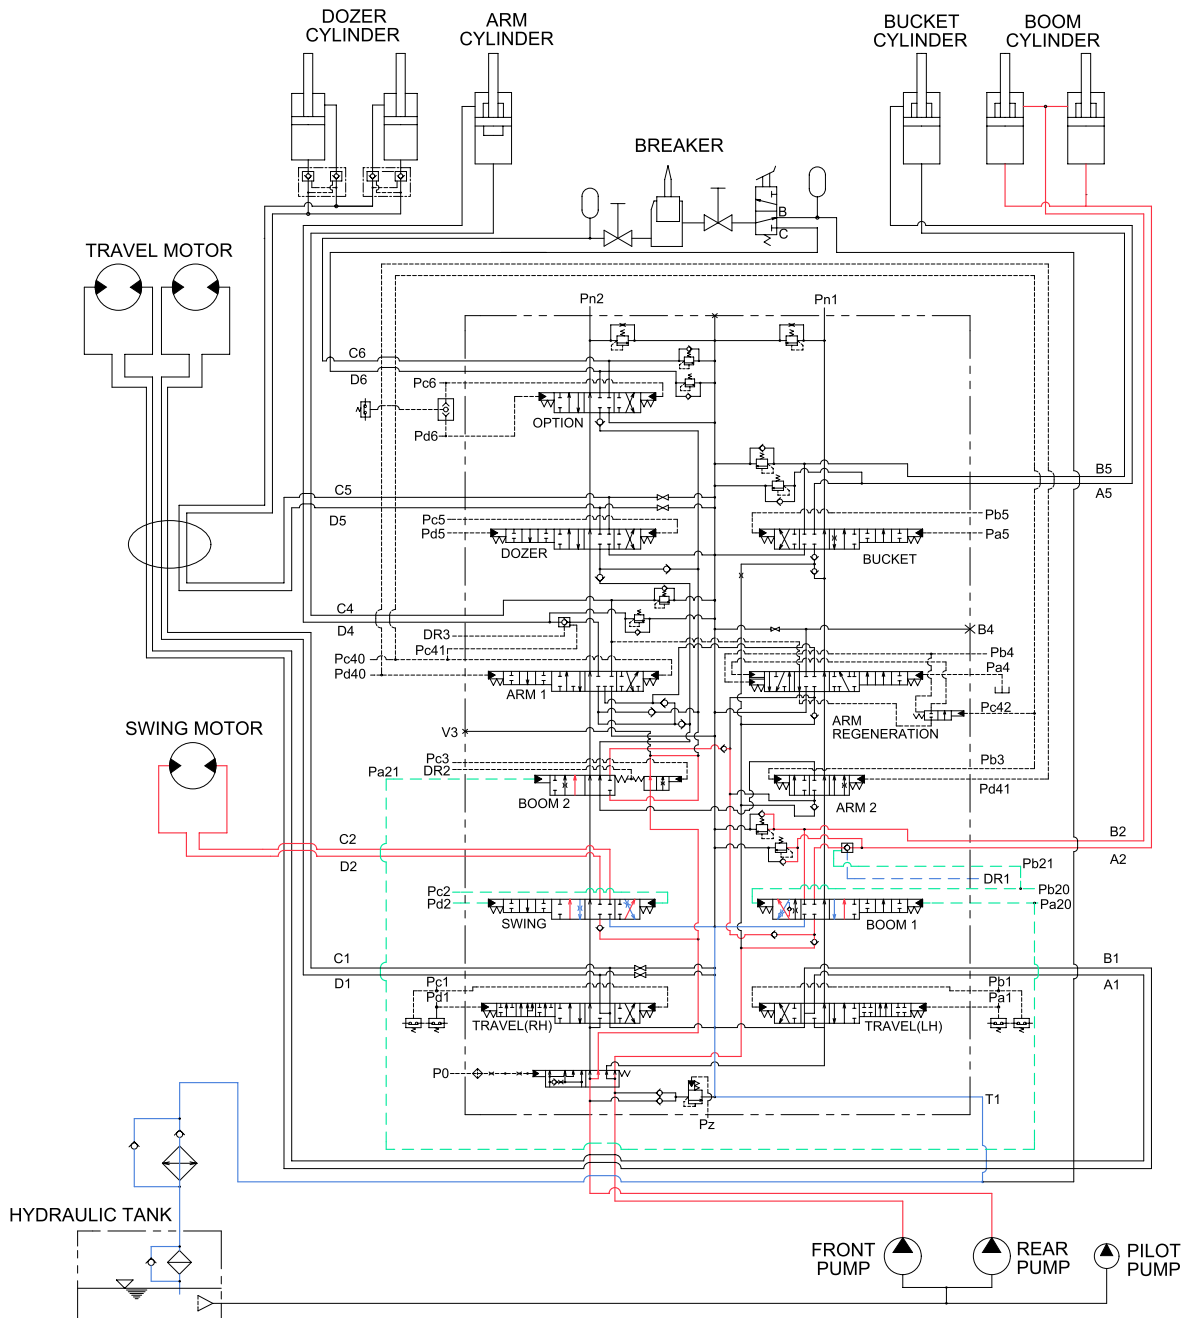 DOZER
CYLINDER
ARM
CYLINDER
BUCKET
CYLINDER
BOOM
CYLINDER
BREAKER
B
C
TRAVEL MOTOR
Pn2
Pn1
C6
D6
Pc6
Pd6
OPTION
B5
A5
C5
D5
Pc5
Pd5
DOZER
Pb5
Pa5
BUCKET
C4
D4
DR3
Pc41
Pc40
Pd40
ARM 1
B4
Pb4
Pa4
Pc42
ARM
REGENERATION
SWING MOTOR
V3
Pc3
DR2
Pa21
BOOM 2
Pb3
Pd41
ARM 2
C2
D2
B2
A2
Pb21
DR1
Pc2
Pd2
SWING
Pb20
Pa20
BOOM 1
C1
D1
B1
A1
Pc1
Pd1
TRAVEL(RH)
Pb1
Pa1
TRAVEL(LH)
P0
T1
Pz
HYDRAULIC TANK
FRONT
PUMP
REAR
PUMP
PILOT
PUMP